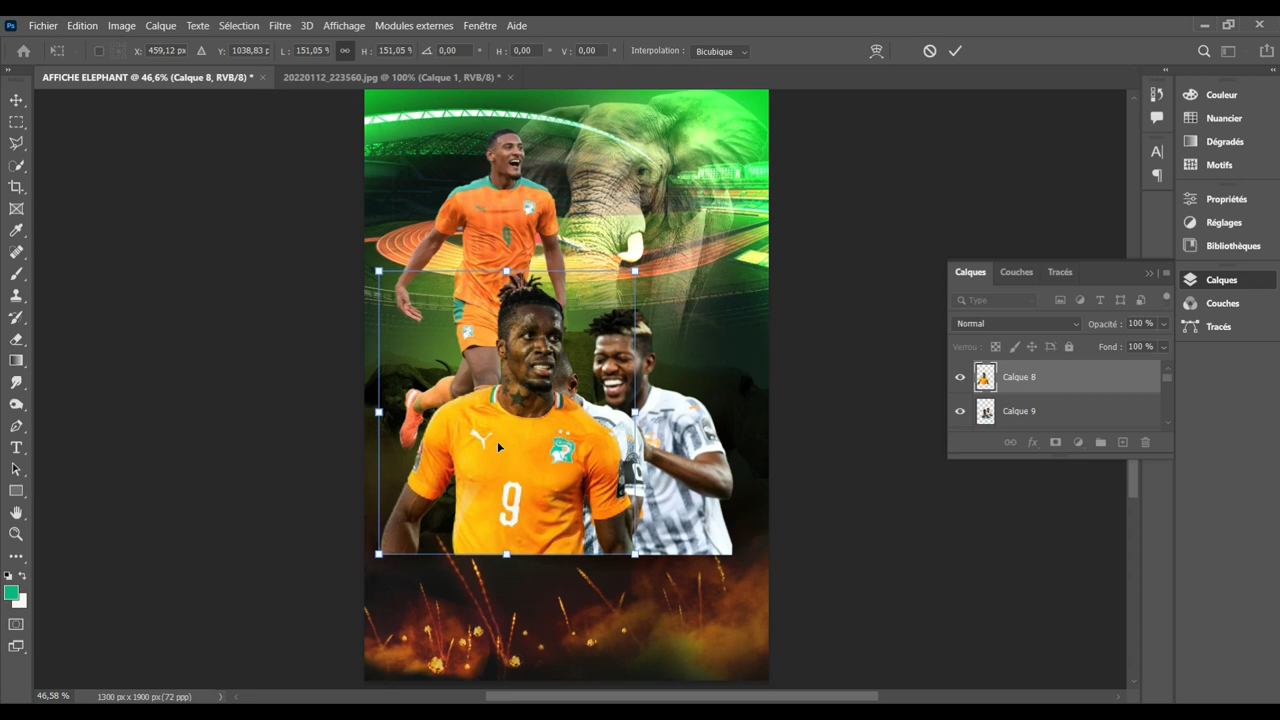 Ps Fichier Edition Image Calque Texte Sélection Filtre 3D Affichage Modules externes Fenêtre Aide
X: 459,12 px Y: 1038,83 p L: 151,05 % H: 151,05 % 0,00 ° H: 0,00 ° V: 0,00 ° Interpolation : Bicubique
AFFICHE ELEPHANT @ 46,6% (Calque 8, RVB/8) * × 20220112_223560.jpg @ 100% (Calque 1, RVB/8) * ×
Couleur
Nuancier
Dégradés
Motifs
Propriétés
Réglages
Bibliothèques
Calques
Couches
Tracés
Calques Couches Tracés
Type
Normal Opacité : 100 %
Verrou : Fond : 100 %
Calque 8
Calque 9
fx
9
46,58 % 1300 px x 1900 px (72 ppp)